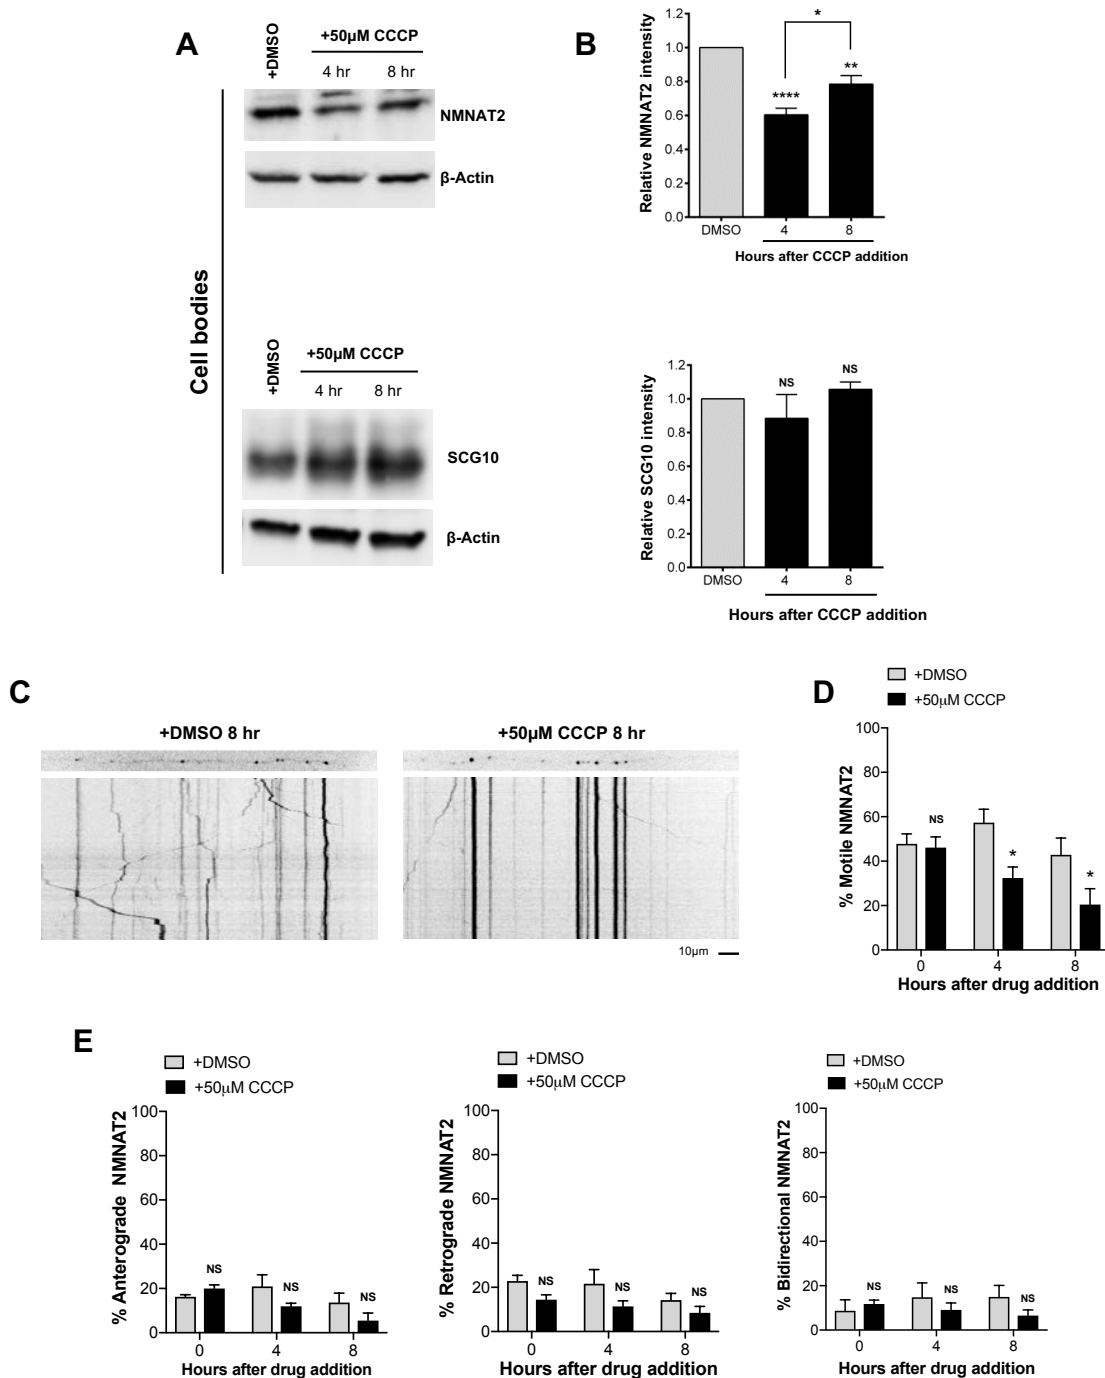 A
+DMSO
+50µM CCCP
4 hr
8 hr
NMNAT2
β-Actin
Cell bodies
+DMSO
+50µM CCCP
4 hr
8 hr
SCG10
β-Actin
B
Relative NMNAT2 intensity
1.2
1.0
0.8
0.6
0.4
0.2
0.0
*
****
**
DMSO
4
8
Hours after CCCP addition
Relative SCG10 intensity
1.2
1.0
0.8
0.6
0.4
0.2
0.0
NS
NS
DMSO
4
8
Hours after CCCP addition
C
+DMSO 8 hr
+50µM CCCP 8 hr
10µm
D
+DMSO
+50µM CCCP
% Motile NMNAT2
100
80
60
40
20
0
NS
*
*
0
4
8
Hours after drug addition
E
+DMSO
+50µM CCCP
% Anterograde NMNAT2
100
80
60
40
20
0
NS
NS
NS
0
4
8
Hours after drug addition
+DMSO
+50µM CCCP
% Retrograde NMNAT2
100
80
60
40
20
0
NS
NS
NS
0
4
8
Hours after drug addition
+DMSO
+50µM CCCP
% Bidirectional NMNAT2
100
80
60
40
20
0
NS
NS
NS
0
4
8
Hours after drug addition